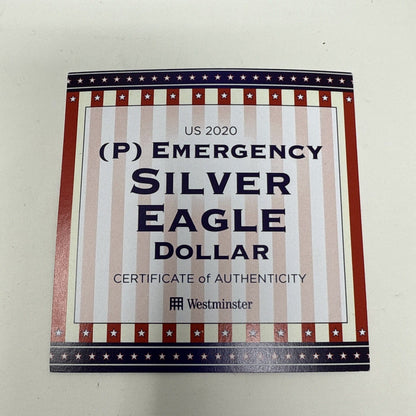 US 2020
(P) EMERGENCY
SILVER
EAGLE
DOLLAR
CERTIFICATE of AUTHENTICITY
Westminster